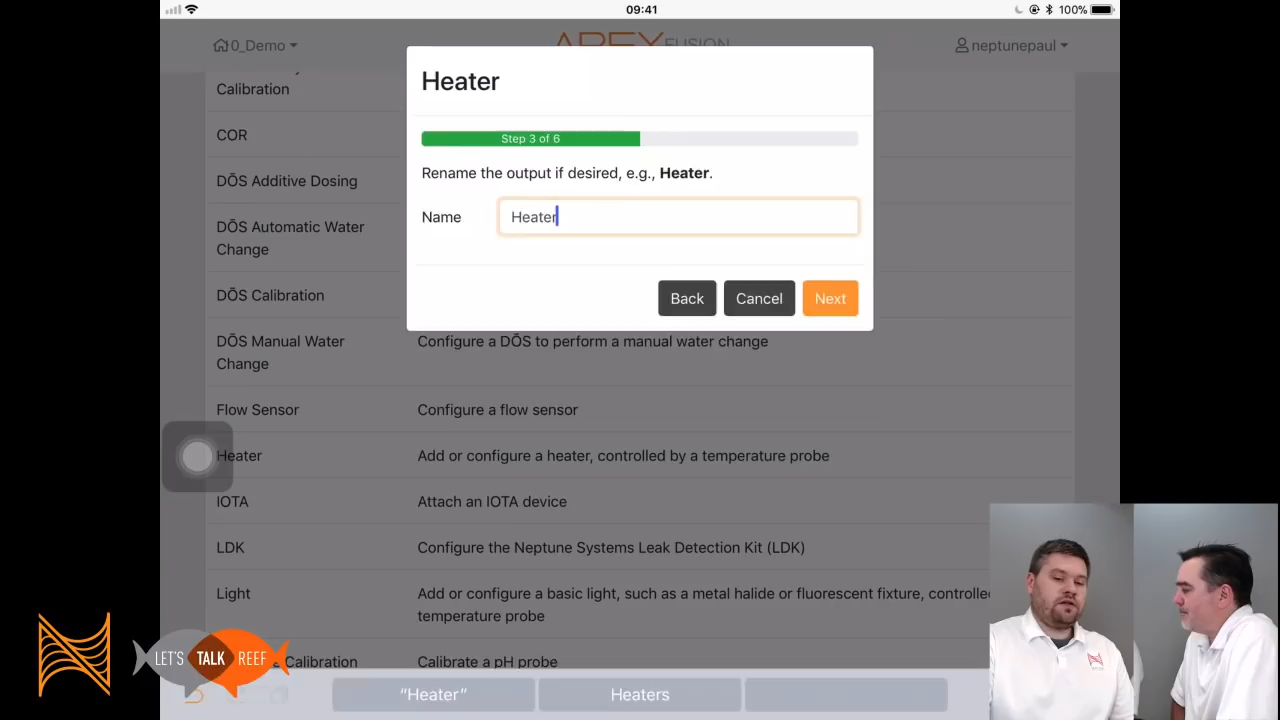 09:41
100%
0_Demo
APEX FUSION
neptunepaul
Heater
Calibration
Step 3 of 6
COR
Rename the output if desired, e.g., Heater.
DŌS Additive Dosing
Name
Heater
DŌS Automatic Water
Change
DŌS Calibration
Back
Cancel
Next
DŌS Manual Water
Change
Configure a DŌS to perform a manual water change
Flow Sensor
Configure a flow sensor
Heater
Add or configure a heater, controlled by a temperature probe
IOTA
Attach an IOTA device
LDK
Configure the Neptune Systems Leak Detection Kit (LDK)
Light
Add or configure a basic light, such as a metal halide or fluorescent fixture, controlle
temperature probe
Calibration
Calibrate a pH probe
LET'S TALK REEF
“Heater”
Heaters